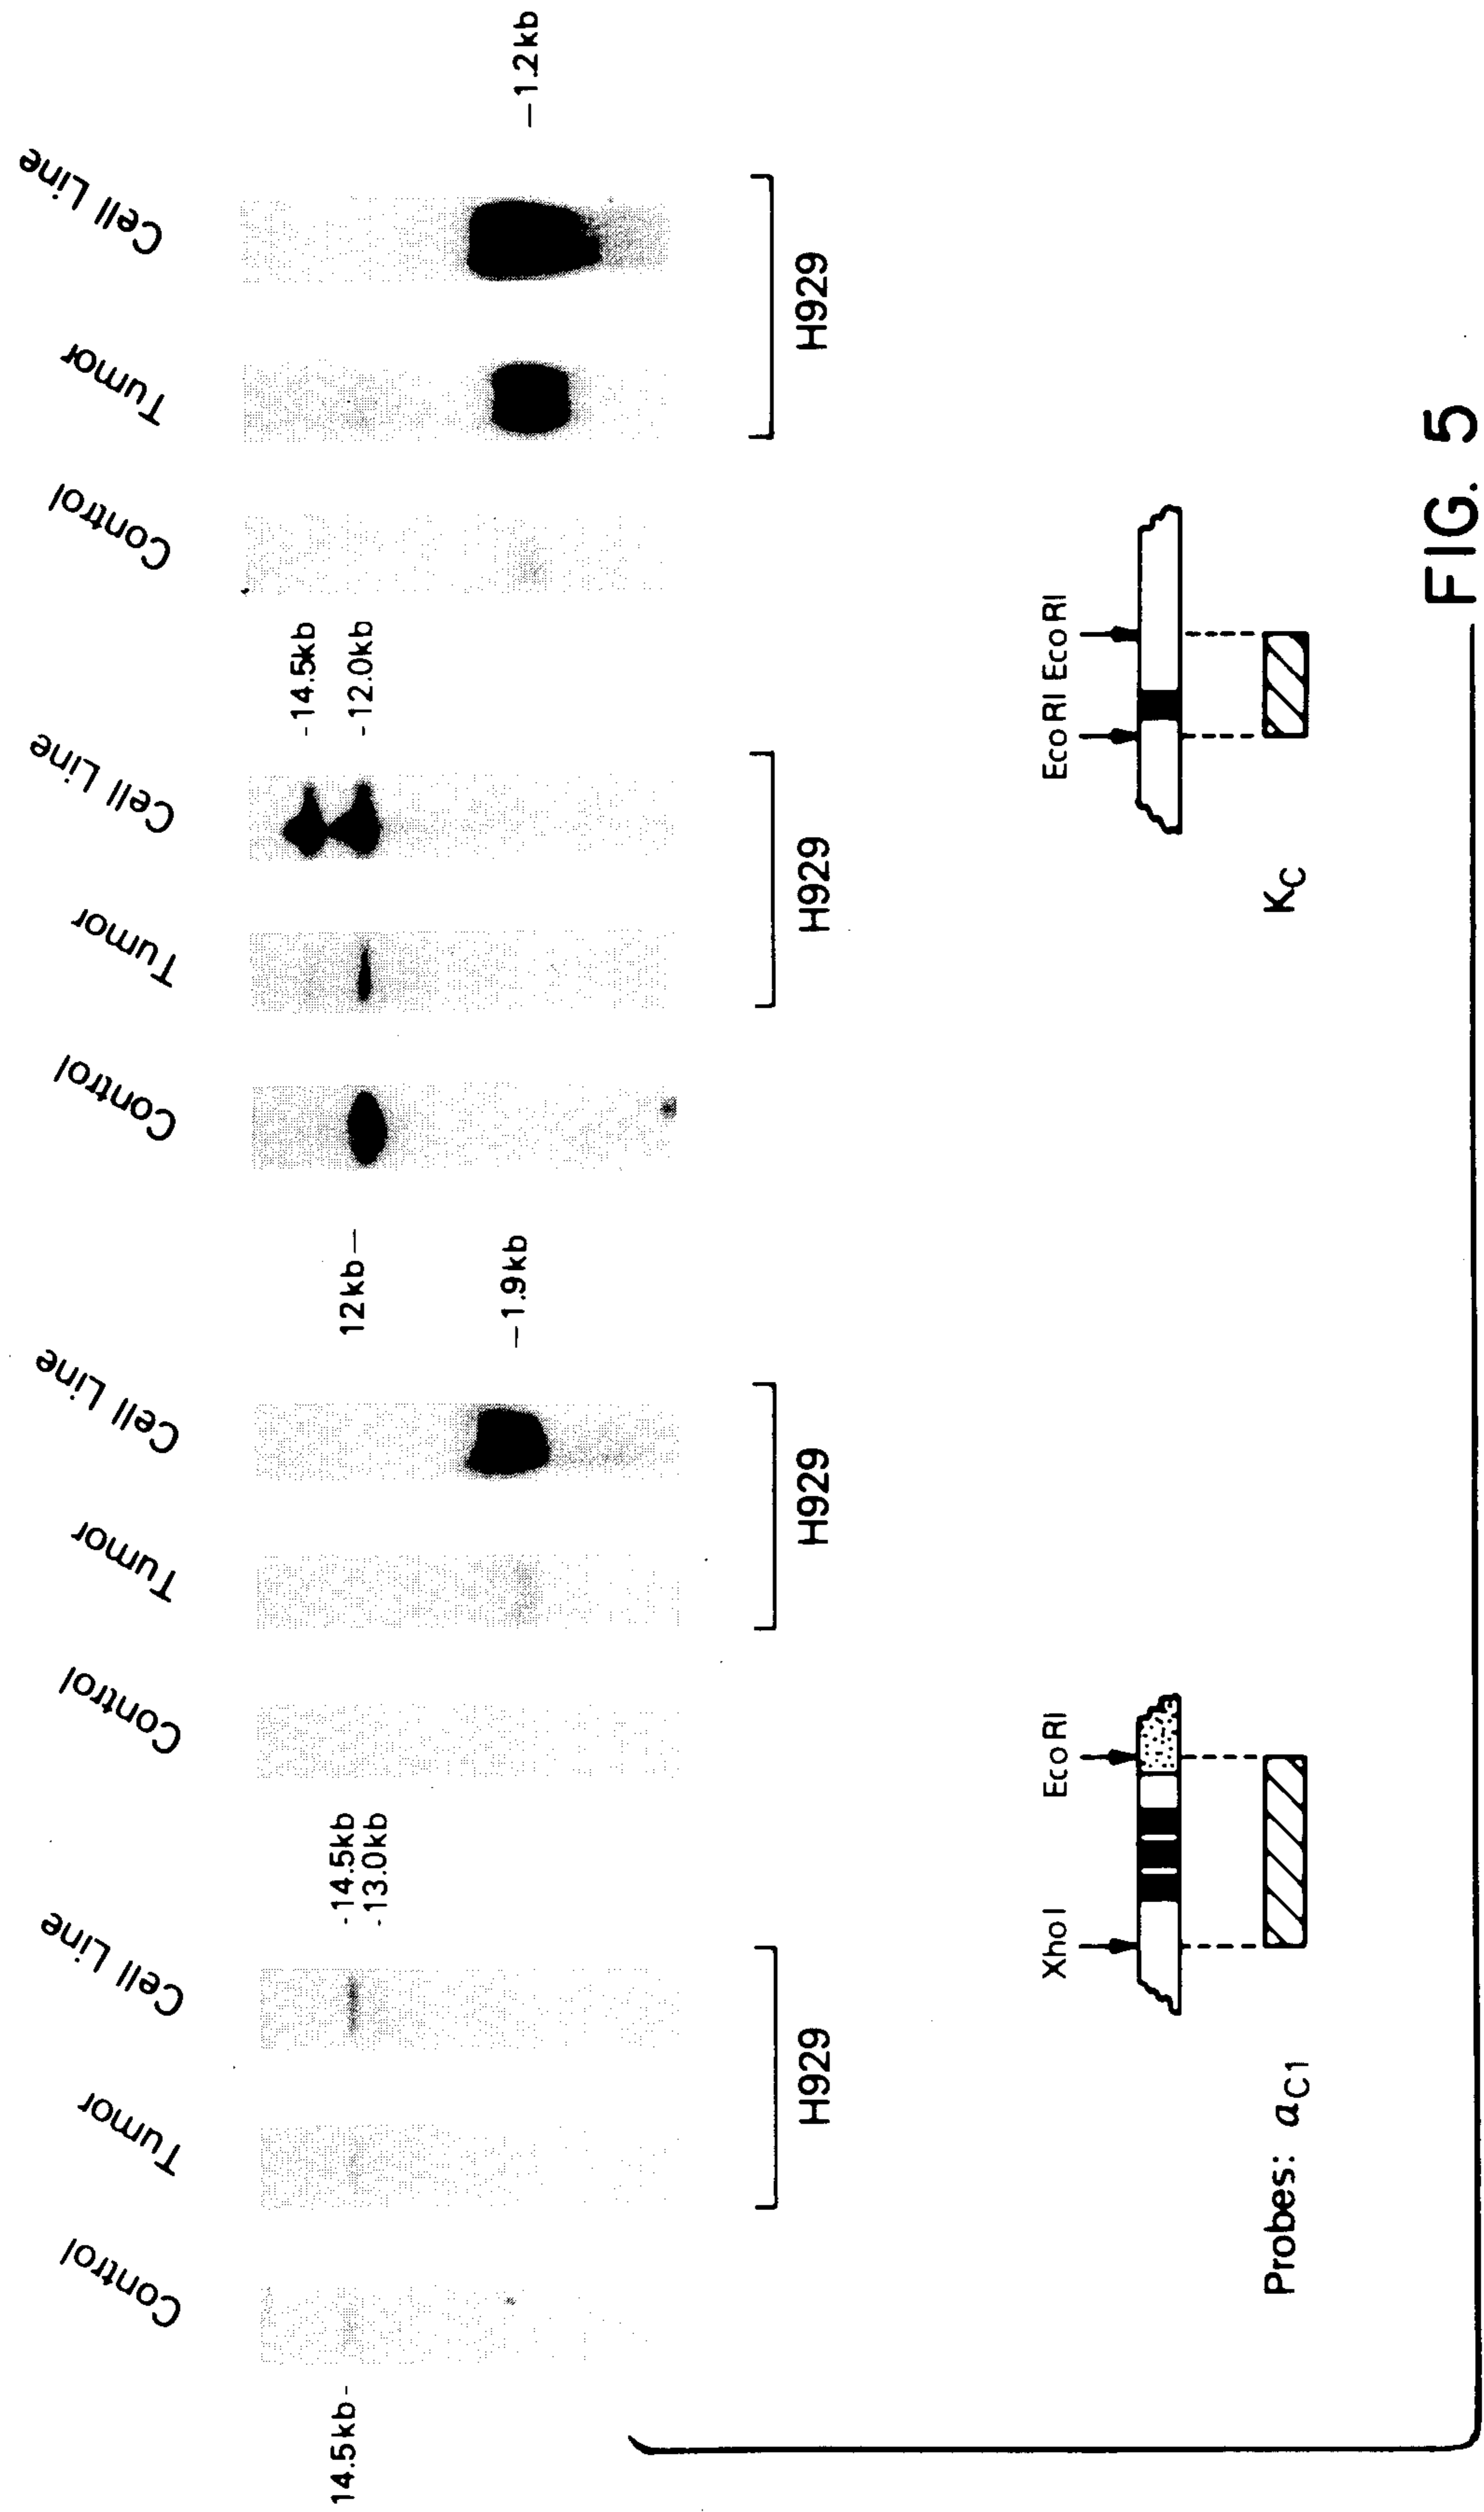 Control Tumor Cell Line Control Tumor Cell Line Control Tumor Cell Line Control Tumor Cell Line
14.5kb- -14.5kb 12kb— -14.5kb
-13.0kb -12.0kb
—1.9kb —1.2kb
H929 H929 H929 H929
XhoI EcoRI EcoRI EcoRI
Probes: αC1 KC
FIG. 5